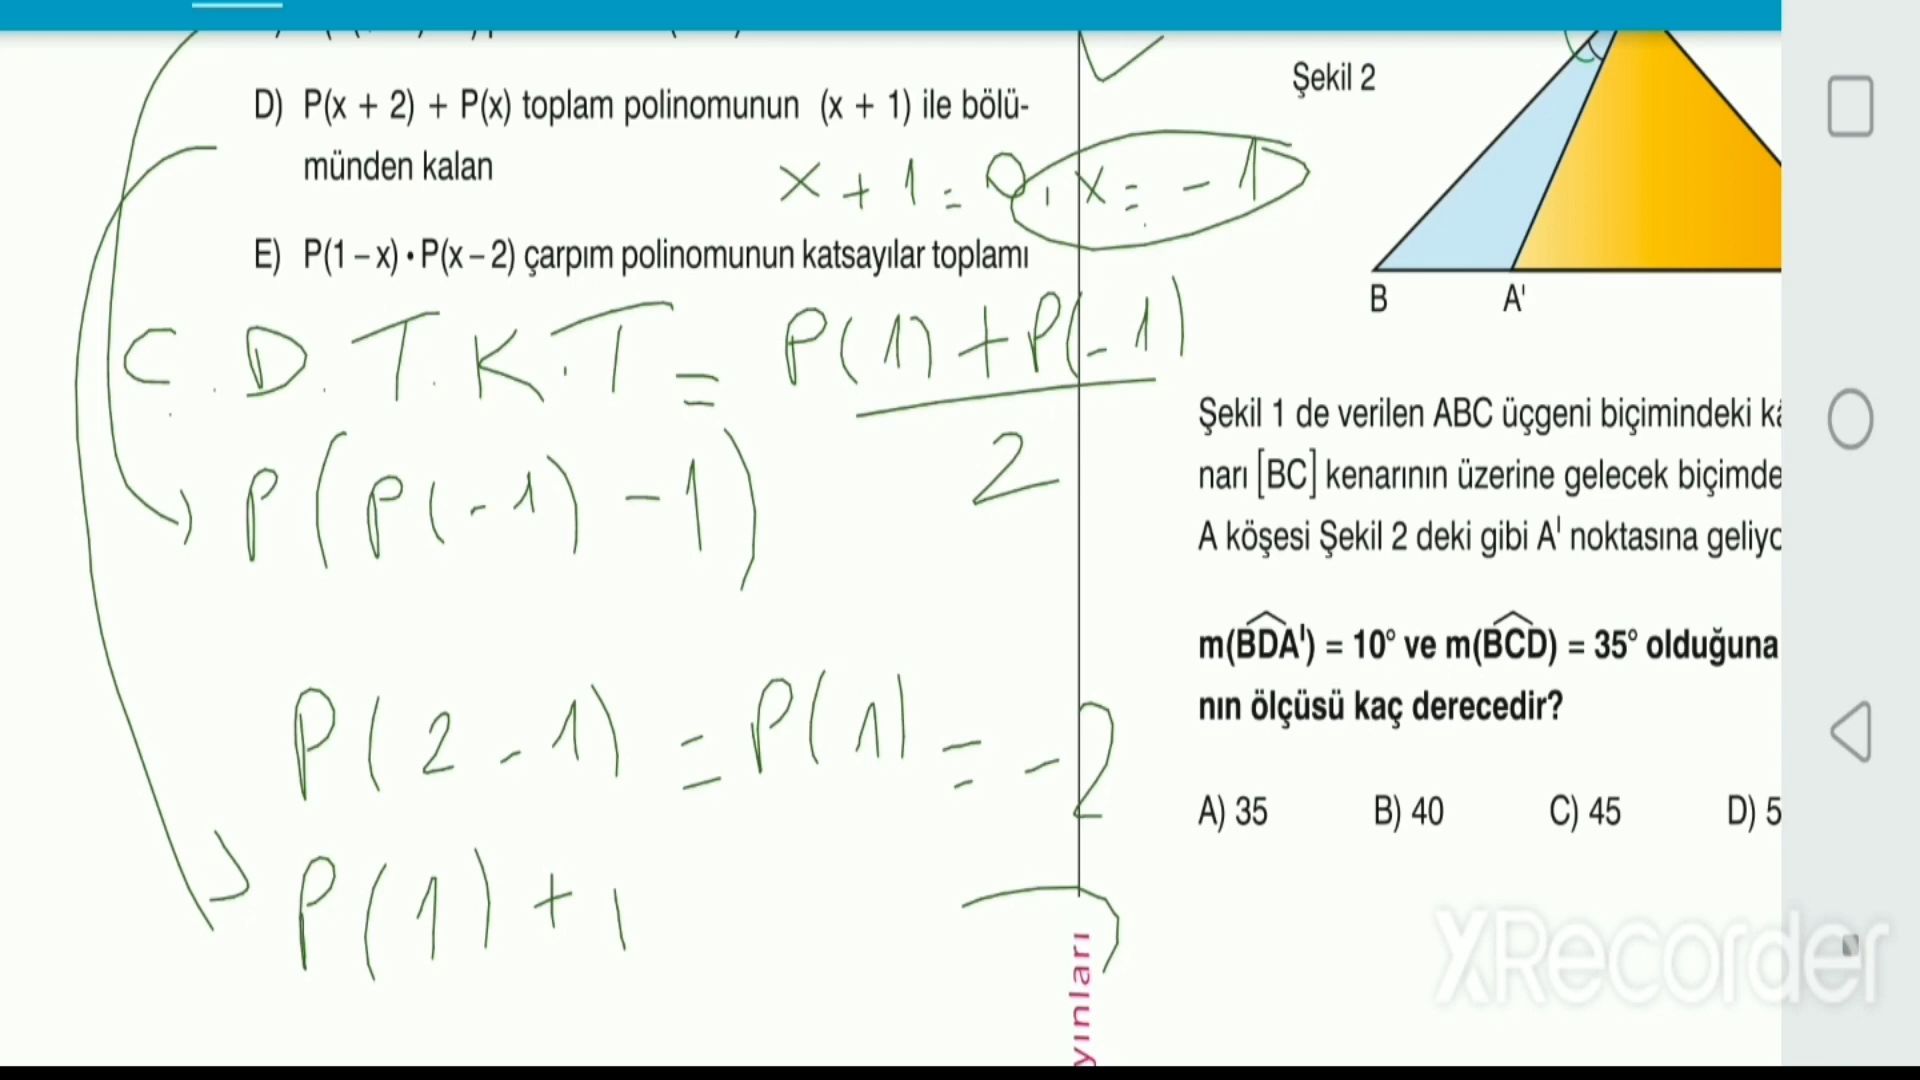 D) P(x + 2) + P(x) toplam polinomunun (x + 1) ile bölü-
münden kalan
x + 1 = 0, x = -1
E) P(1 – x) • P(x – 2) çarpım polinomunun katsayılar toplamı
Ç.D.T.K.T = P(1) + P(-1)
2
P(P(-1) - 1)
P(2 - 1) = P(1) = -2
P(1) + 1
Şekil 2
B A'
Şekil 1 de verilen ABC üçgeni biçimindeki
narı [BC] kenarının üzerine gelecek biçimde
A köşesi Şekil 2 deki gibi A' noktasına geliyo
m(BDA') = 10° ve m(BCD) = 35° olduğuna
nın ölçüsü kaç derecedir?
A) 35 B) 40 C) 45 D) 5
yınları
XRecorder